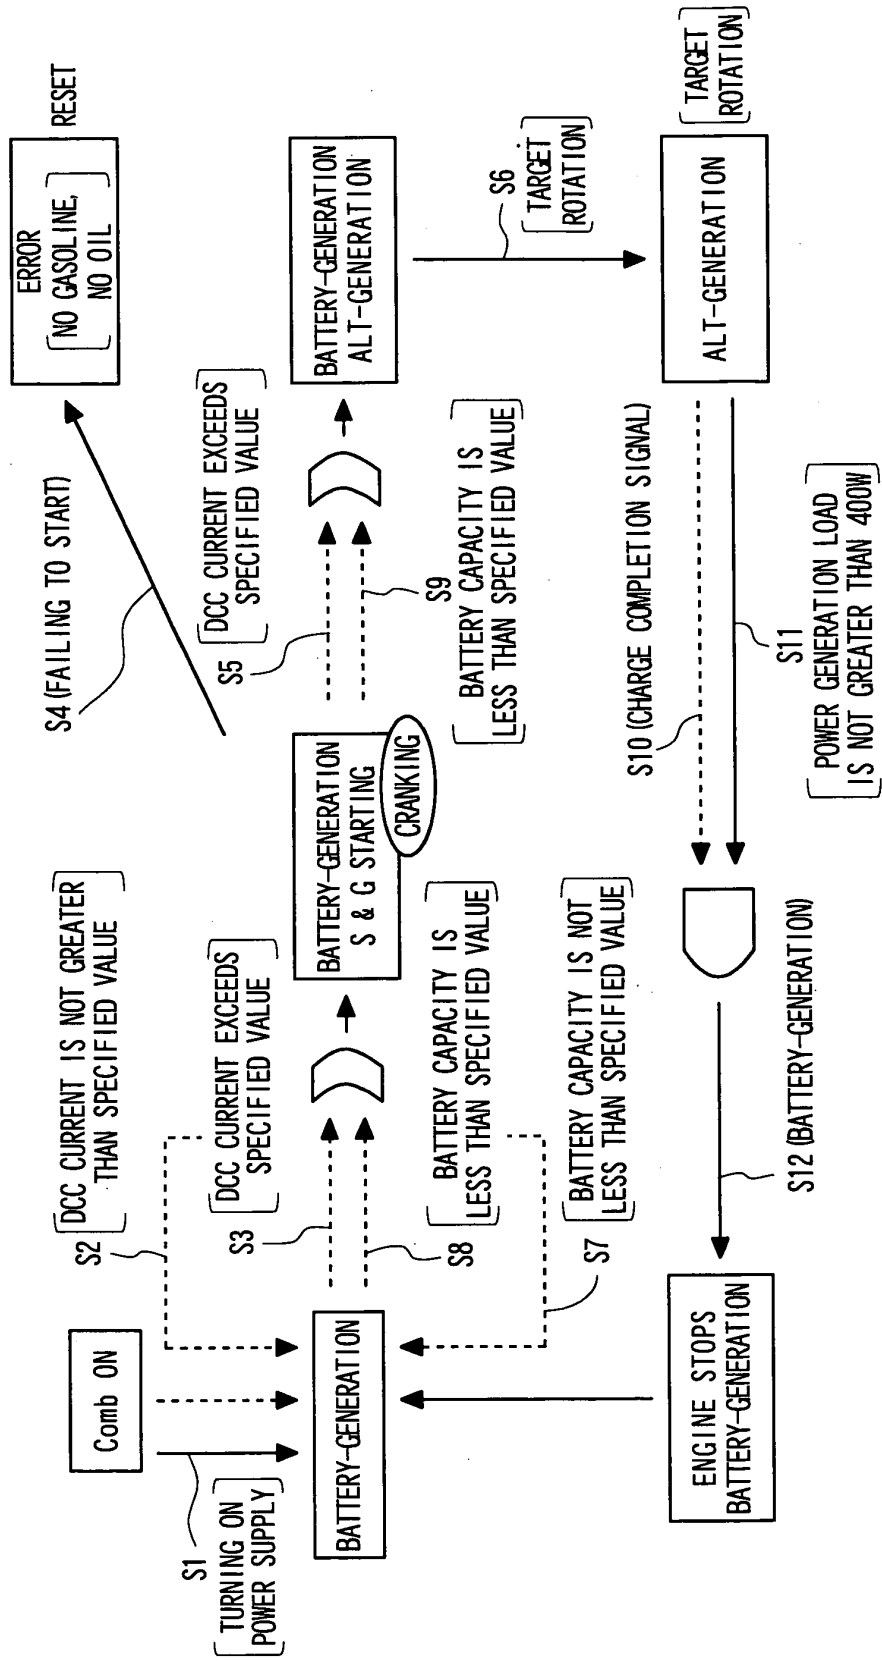 Comb ON
S1
[TURNING ON
POWER SUPPLY]
S2
[DCC CURRENT IS NOT GREATER
THAN SPECIFIED VALUE]
S4 (FAILING TO START)
ERROR
[NO GASOLINE,
NO OIL]
RESET
BATTERY-GENERATION
S3
[DCC CURRENT EXCEEDS
SPECIFIED VALUE]
S8
[BATTERY CAPACITY IS
LESS THAN SPECIFIED VALUE]
BATTERY-GENERATION
S & G STARTING
CRANKING
S5
[DCC CURRENT EXCEEDS
SPECIFIED VALUE]
S9
[BATTERY CAPACITY IS
LESS THAN SPECIFIED VALUE]
BATTERY-GENERATION
ALT-GENERATION
S7
[BATTERY CAPACITY IS NOT
LESS THAN SPECIFIED VALUE]
S6
[TARGET
ROTATION]
ENGINE STOPS
BATTERY-GENERATION
S12 (BATTERY-GENERATION)
S10 (CHARGE COMPLETION SIGNAL)
S11
[POWER GENERATION LOAD
IS NOT GREATER THAN 400W]
ALT-GENERATION
[TARGET
ROTATION]